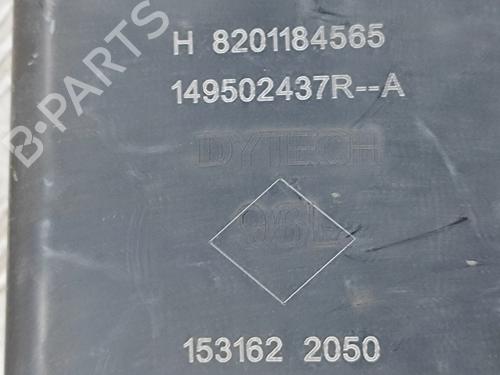 H 8201184565
149502437R--A
DYTECH
153162 2050
B-PARTS